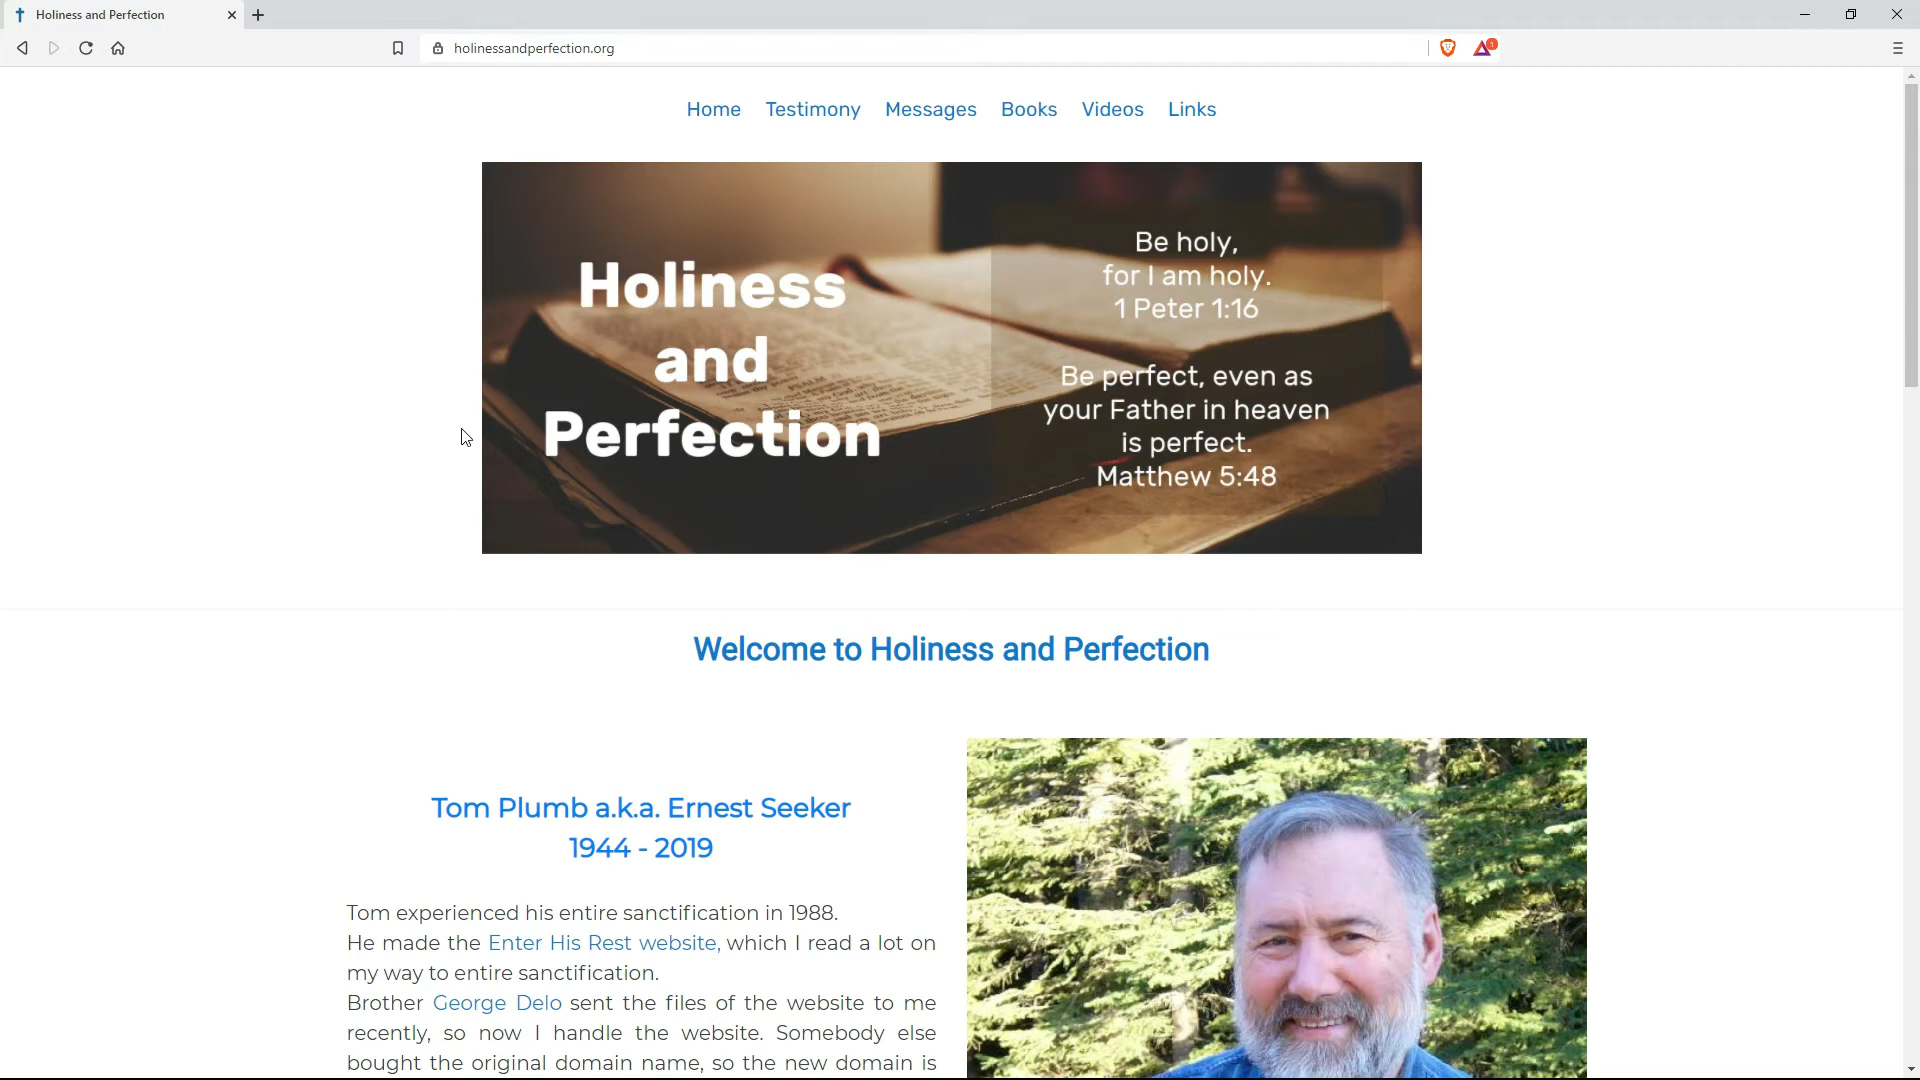 Holiness and Perfection
holinessandperfection.org
1
Home Testimony Messages Books Videos Links
Holiness
and
Perfection
Be holy,
for I am holy.
1 Peter 1:16
Be perfect, even as
your Father in heaven
is perfect.
Matthew 5:48
Welcome to Holiness and Perfection
Tom Plumb a.k.a. Ernest Seeker
1944 - 2019
Tom experienced his entire sanctification in 1988.
He made the Enter His Rest website, which I read a lot on
my way to entire sanctification.
Brother George Delo sent the files of the website to me
recently, so now I handle the website. Somebody else
bought the original domain name, so the new domain is